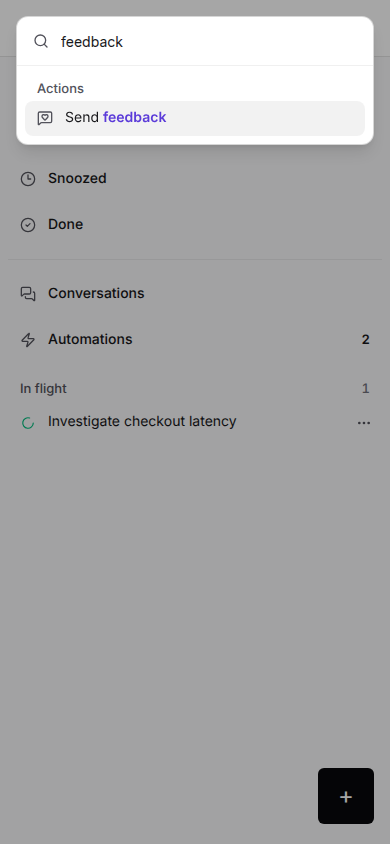 feedback
Actions
Send feedback
Snoozed
Done
Conversations
Automations 2
In flight 1
Investigate checkout latency